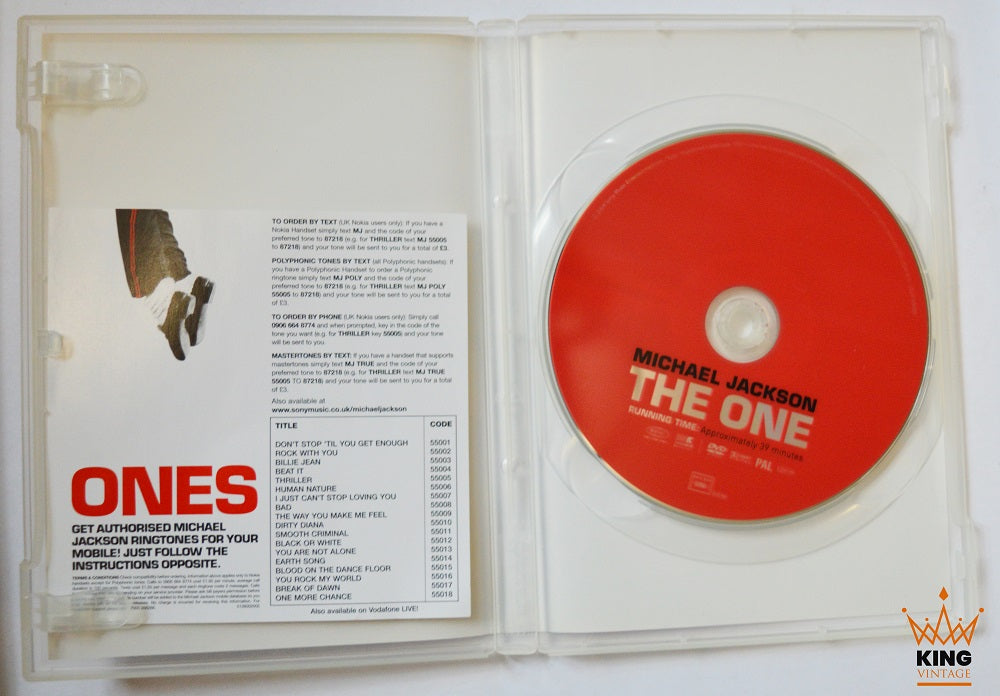 TO ORDER BY TEXT (UK Nokia users only): If you have a
Nokia Handset simply text MJ and the code of your
preferred tone to 87218 (e.g. for THRILLER text MJ 55005
to 87218) and your tone will be sent to you for a total of £3.
POLYPHONIC TONES BY TEXT (all Polyphonic handsets): If
you have a Polyphonic Handset to order a Polyphonic
ringtone simply text MJ POLY and the code of your
preferred tone to 87218 (e.g. for THRILLER text MJ POLY
55005 to 87218) and your tone will be sent to you for a total
of £3.
TO ORDER BY PHONE (UK Nokia users only): Simply call
0906 664 8774 and when prompted, key in the code of the
tone you want (e.g. for THRILLER key 55005) and your tone
will be sent to you
MASTERTONES BY TEXT: If you have a handset that supports
mastertones simply text MJ TRUE and the code of your
preferred tone to 87218 (e.g. for THRILLER text MJ TRUE
55005 TO 87218) and your tone will be sent to you for a total
of £3.
Also available at
www.sonymusic.co.uk/michaeljackson
TITLE CODE
DON'T STOP 'TIL YOU GET ENOUGH 55001
ROCK WITH YOU 55002
BILLIE JEAN 55003
BEAT IT 55004
THRILLER 55005
HUMAN NATURE 55006
I JUST CAN'T STOP LOVING YOU 55007
BAD 55008
THE WAY YOU MAKE ME FEEL 55009
DIRTY DIANA 55010
SMOOTH CRIMINAL 55011
BLACK OR WHITE 55012
YOU ARE NOT ALONE 55013
EARTH SONG 55014
BLOOD ON THE DANCE FLOOR 55015
YOU ROCK MY WORLD 55016
BREAK OF DAWN 55017
ONE MORE CHANCE 55018
Also available on Vodafone LIVE!
ONES
GET AUTHORISED MICHAEL
JACKSON RINGTONES FOR YOUR
MOBILE! JUST FOLLOW THE
INSTRUCTIONS OPPOSITE.
TERMS & CONDITIONS Check compatibility before ordering. Information above applies only to Nokia
MICHAEL JACKSON
THE ONE
RUNNING TIME: Approximately 39 minutes
DVD PAL
KING
VINTAGE